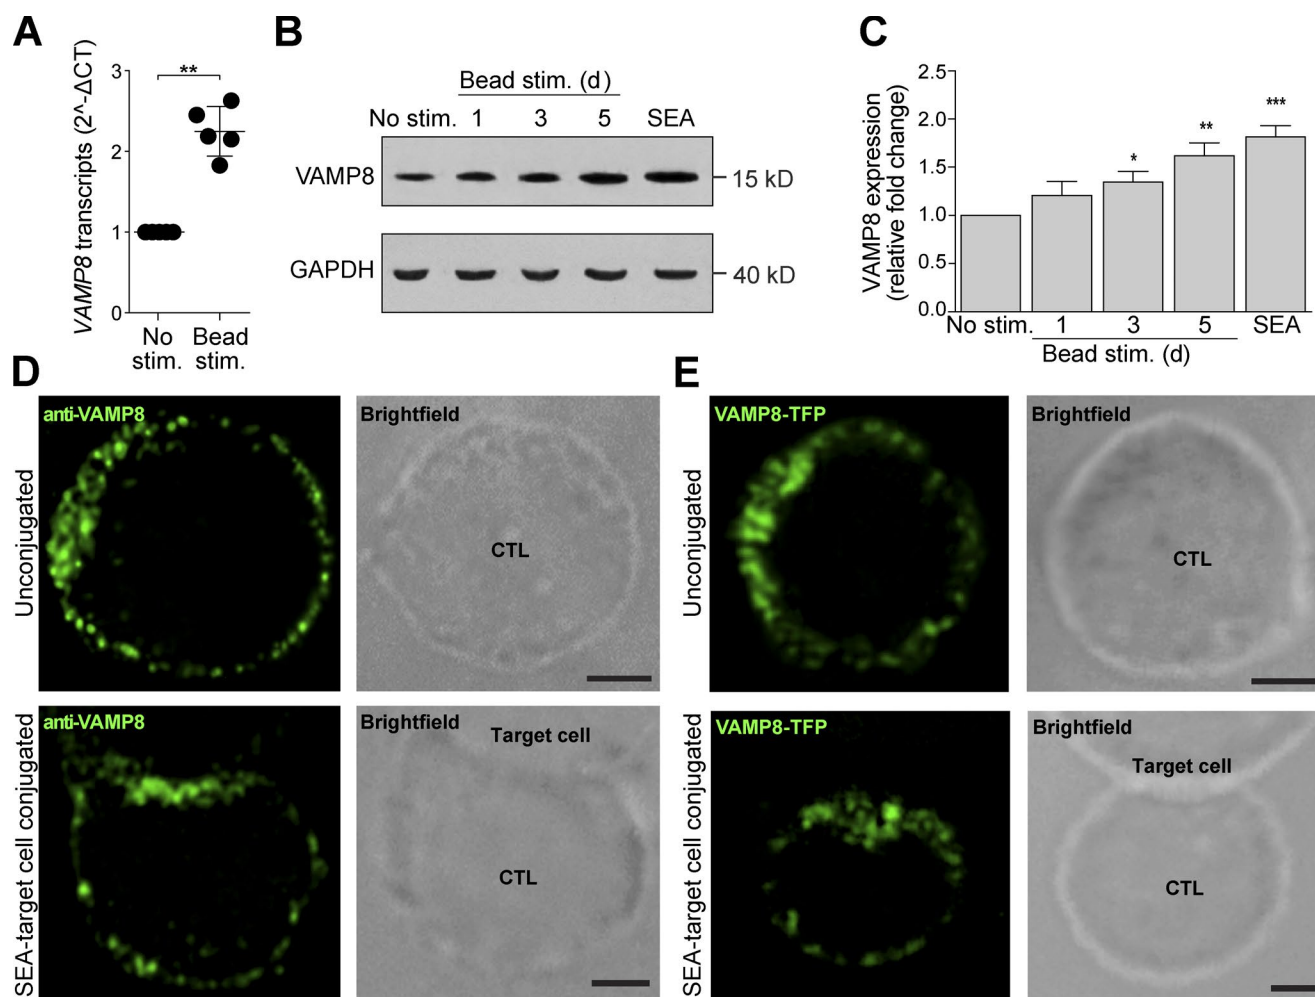 A
VAMP8 transcripts (2^-ΔCT)
3
2
1
0
**
No
stim.
Bead
stim.
B
Bead stim. (d)
No stim. 1 3 5 SEA
VAMP8
15 kD
GAPDH
40 kD
C
VAMP8 expression
(relative fold change)
2.5
2.0
1.5
1.0
0.5
0.0
*
**
***
No stim. 1 3 5 SEA
Bead stim. (d)
D
Unconjugated
anti-VAMP8
Brightfield
CTL
SEA-target cell conjugated
anti-VAMP8
Brightfield
Target cell
CTL
E
Unconjugated
VAMP8-TFP
Brightfield
CTL
SEA-target cell conjugated
VAMP8-TFP
Brightfield
Target cell
CTL